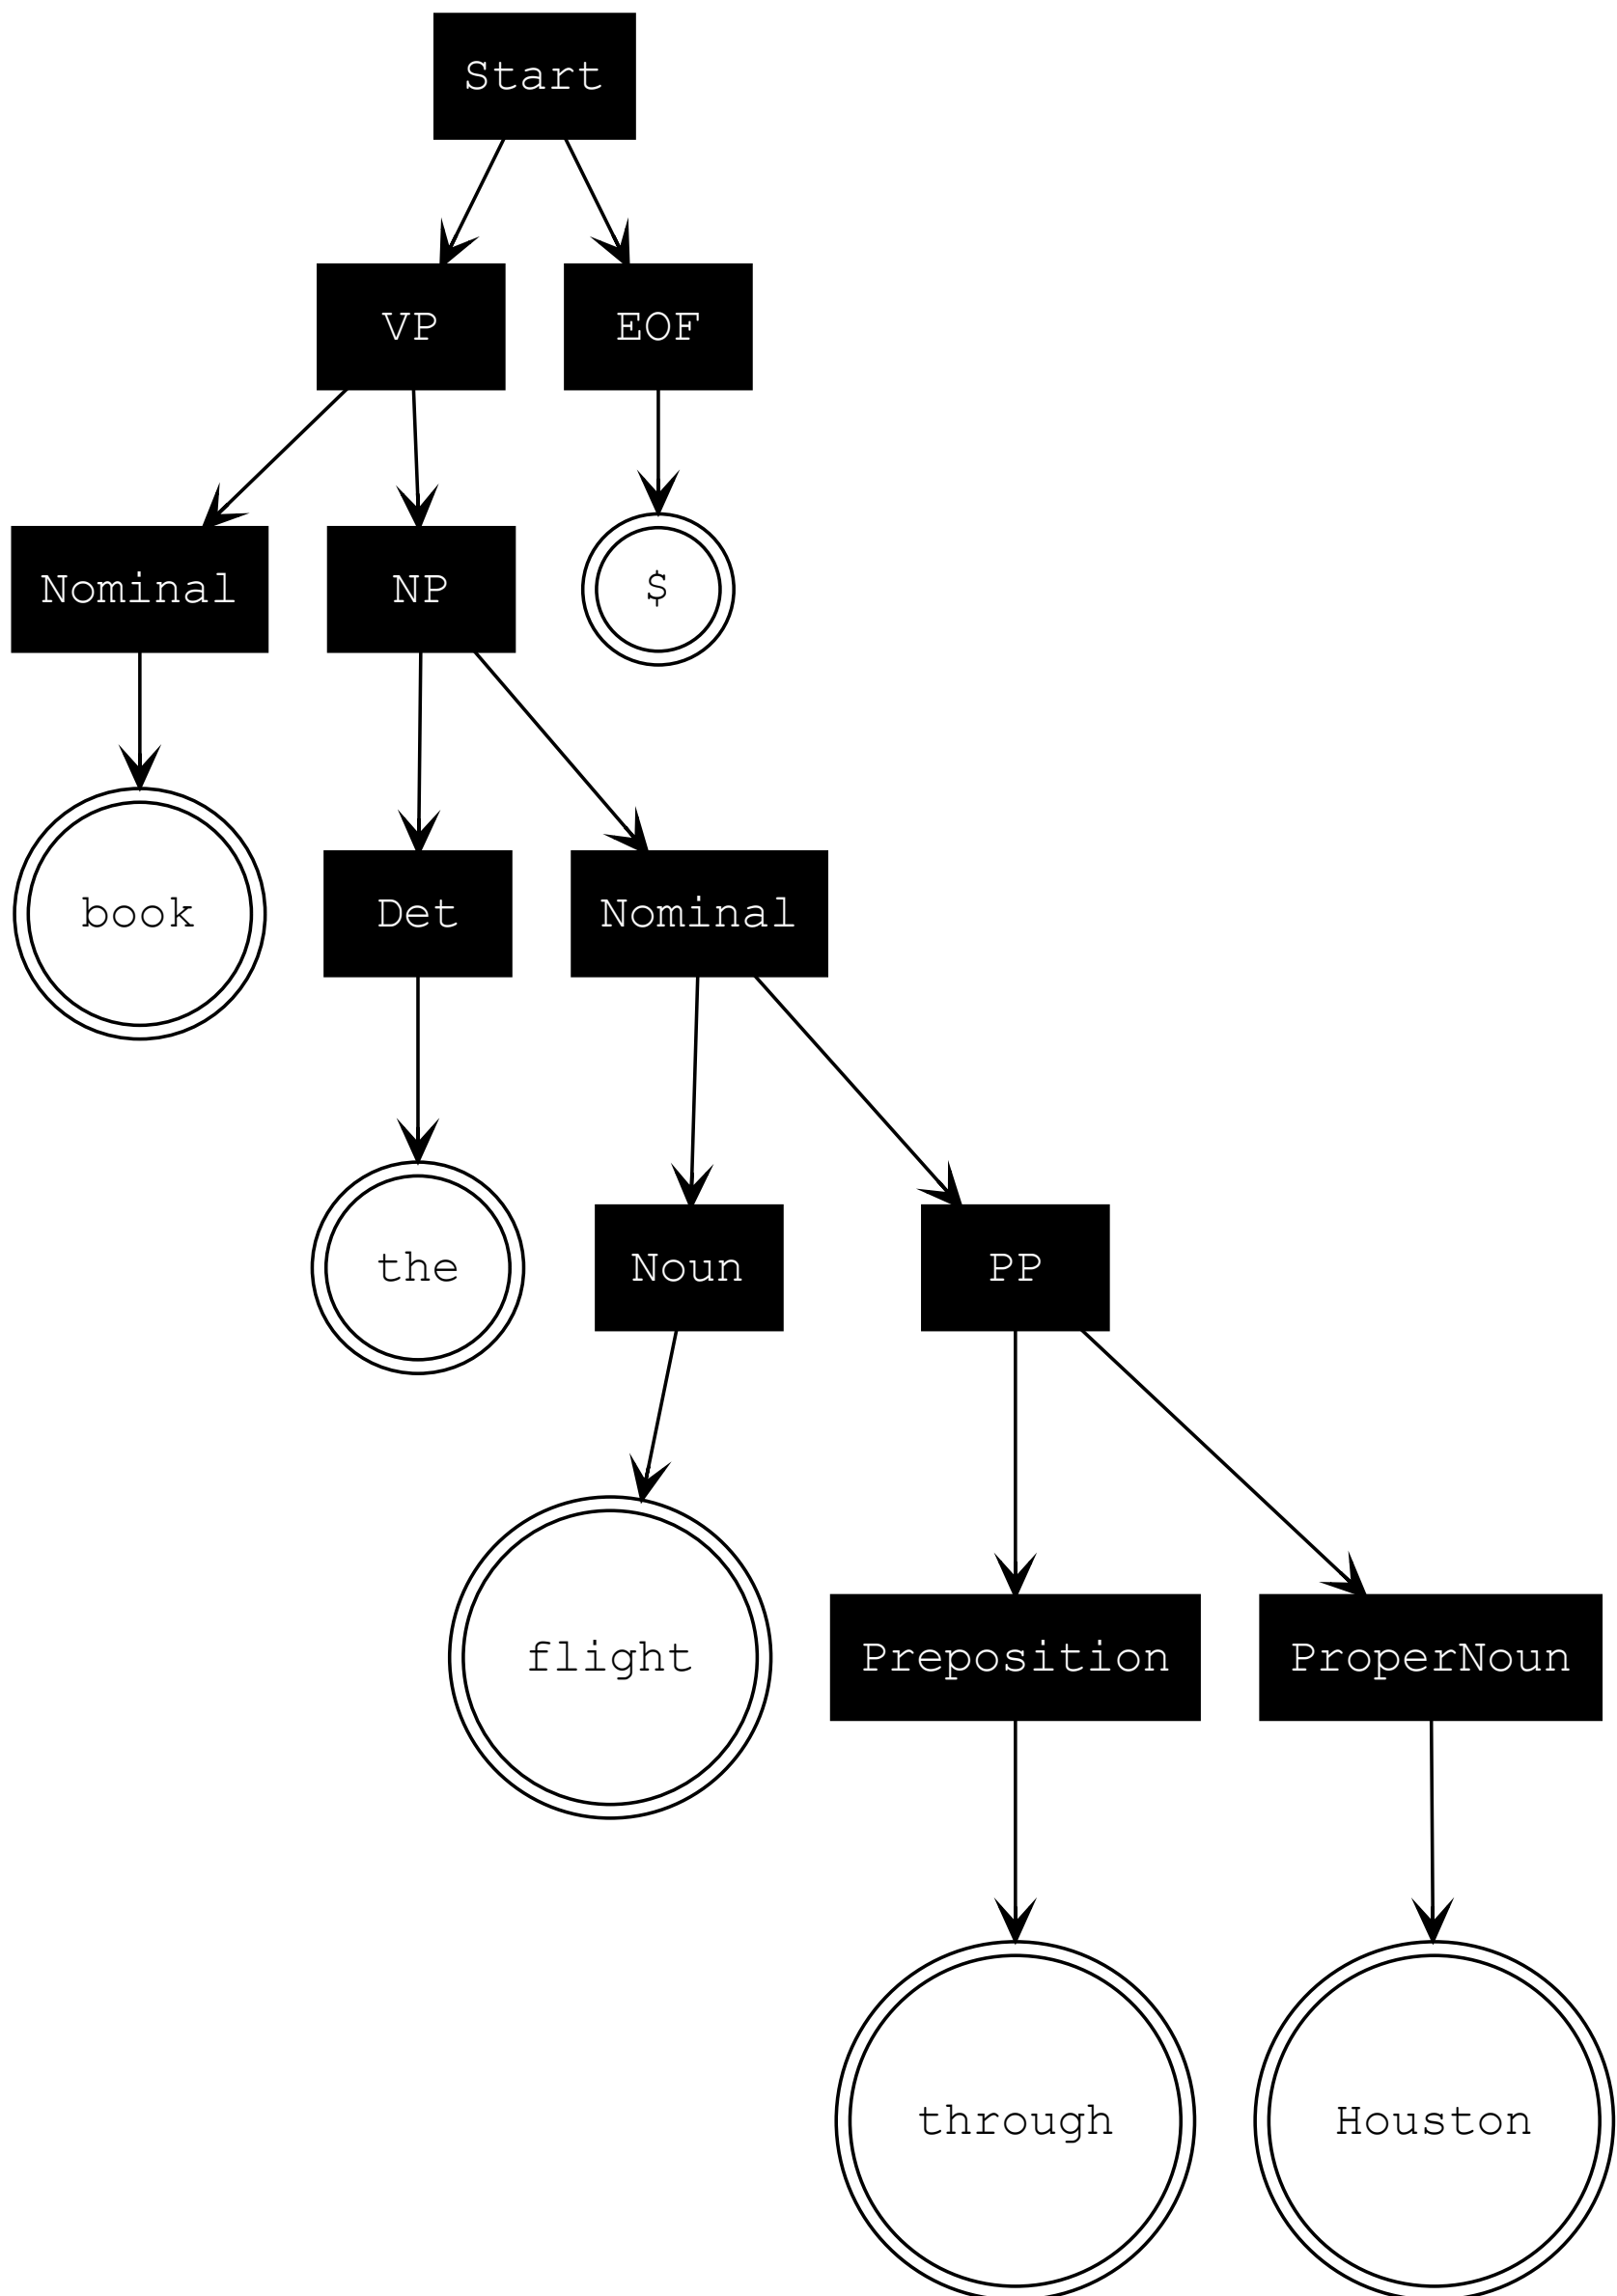 Start
VP
EOF
Nominal
NP
$
book
Det
Nominal
the
Noun
PP
flight
Preposition
ProperNoun
through
Houston